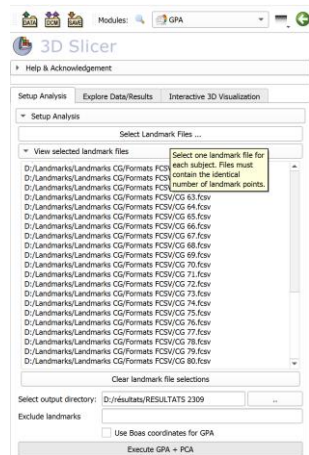 DATA
DCM
SAVE
Modules:
GPA
3D Slicer
Help & Acknowledgement
Setup Analysis
Explore Data/Results
Interactive 3D Visualization
Setup Analysis
Select Landmark Files ...
View selected landmark files
Select one landmark file for
each subject. Files must
contain the identical
number of landmark points.
D:/Landmarks/Landmarks CG/Formats FCSV
D:/Landmarks/Landmarks CG/Formats FCSV
D:/Landmarks/Landmarks CG/Formats FCSV
D:/Landmarks/Landmarks CG/Formats FCSV/CG 63.fcsv
D:/Landmarks/Landmarks CG/Formats FCSV/CG 64.fcsv
D:/Landmarks/Landmarks CG/Formats FCSV/CG 65.fcsv
D:/Landmarks/Landmarks CG/Formats FCSV/CG 66.fcsv
D:/Landmarks/Landmarks CG/Formats FCSV/CG 67.fcsv
D:/Landmarks/Landmarks CG/Formats FCSV/CG 68.fcsv
D:/Landmarks/Landmarks CG/Formats FCSV/CG 69.fcsv
D:/Landmarks/Landmarks CG/Formats FCSV/CG 70.fcsv
D:/Landmarks/Landmarks CG/Formats FCSV/CG 71.fcsv
D:/Landmarks/Landmarks CG/Formats FCSV/CG 72.fcsv
D:/Landmarks/Landmarks CG/Formats FCSV/CG 73.fcsv
D:/Landmarks/Landmarks CG/Formats FCSV/CG 74.fcsv
D:/Landmarks/Landmarks CG/Formats FCSV/CG 75.fcsv
D:/Landmarks/Landmarks CG/Formats FCSV/CG 76.fcsv
D:/Landmarks/Landmarks CG/Formats FCSV/CG 77.fcsv
D:/Landmarks/Landmarks CG/Formats FCSV/CG 78.fcsv
D:/Landmarks/Landmarks CG/Formats FCSV/CG 79.fcsv
D:/Landmarks/Landmarks CG/Formats FCSV/CG 80.fcsv
Clear landmark file selections
Select output directory: D:/résultats/RESULTATS 2309 ..
Exclude landmarks
Use Boas coordinates for GPA
Execute GPA + PCA